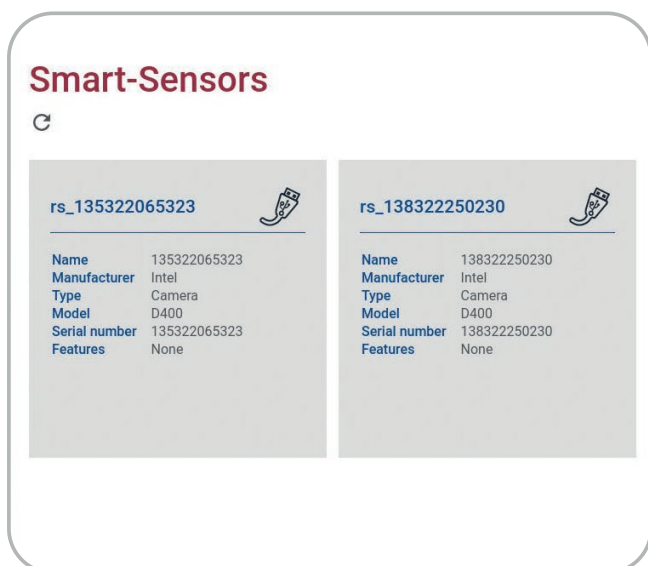 Smart-Sensors
rs_135322065323
Name 135322065323
Manufacturer Intel
Type Camera
Model D400
Serial number 135322065323
Features None
rs_138322250230
Name 138322250230
Manufacturer Intel
Type Camera
Model D400
Serial number 138322250230
Features None